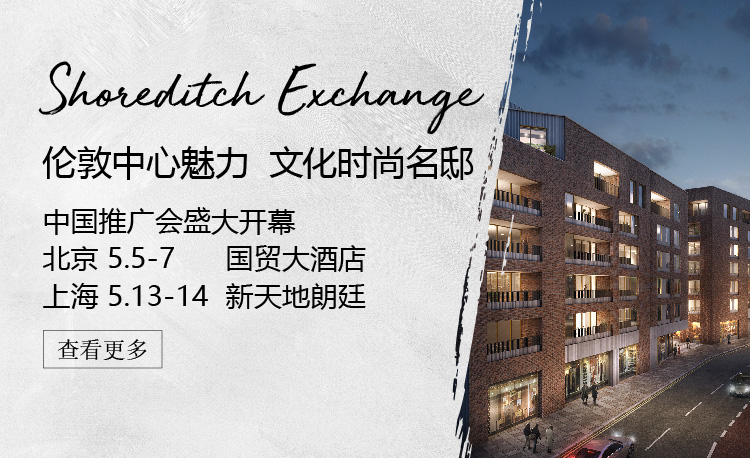 Shoreditch Exchange
伦敦中心魅力 文化时尚名邸
中国推广会盛大开幕
北京 5.5-7 国贸大酒店
上海 5.13-14 新天地朗廷
查看更多